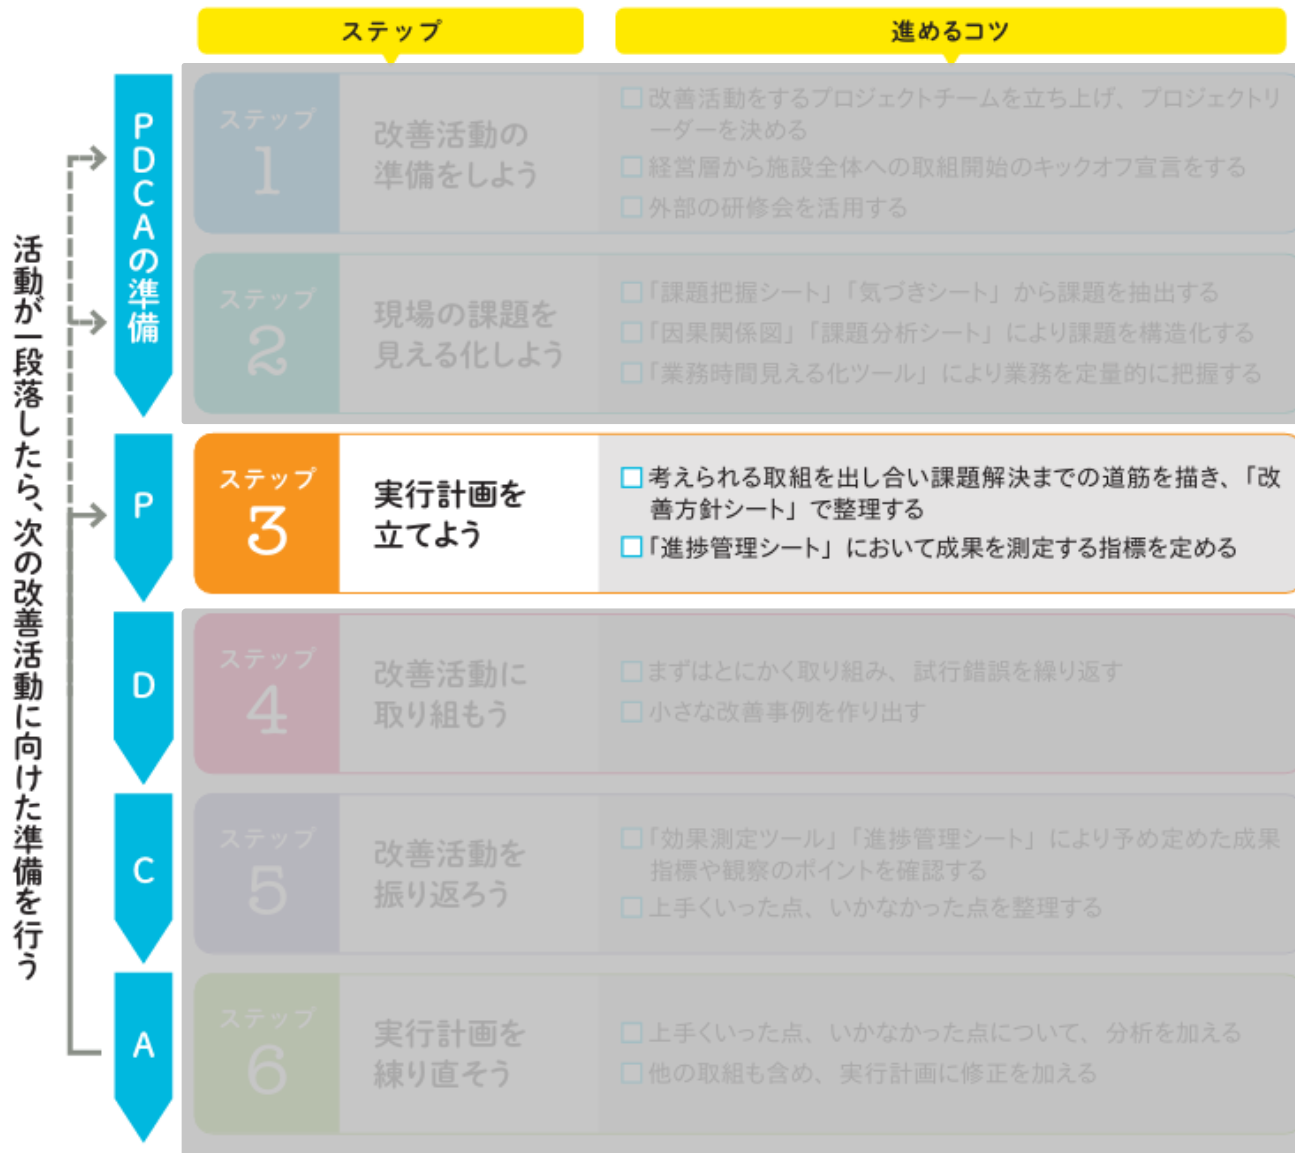 ステップ
進めるコツ
活動が一段落したら、次の改善活動に向けた準備を行う
PDCAの準備
ステップ
1
改善活動の
準備をしよう
□改善活動をするプロジェクトチームを立ち上げ、プロジェクトリ
ーダーを決める
□経営層から施設全体への取組開始のキックオフ宣言をする
□外部の研修会を活用する
ステップ
2
現場の課題を
見える化しよう
□「課題把握シート」「気づきシート」から課題を抽出する
□「因果関係図」「課題分析シート」により課題を構造化する
□「業務時間見える化ツール」により業務を定量的に把握する
P
ステップ
3
実行計画を
立てよう
□考えられる取組を出し合い課題解決までの道筋を描き、「改
善方針シート」で整理する
□「進捗管理シート」において成果を測定する指標を定める
D
ステップ
4
改善活動に
取り組もう
□まずはとにかく取り組み、試行錯誤を繰り返す
□小さな改善事例を作り出す
C
ステップ
5
改善活動を
振り返ろう
□「効果測定ツール」「進捗管理シート」により予め定めた成果
指標や観察のポイントを確認する
□上手くいった点、いかなかった点を整理する
A
ステップ
6
実行計画を
練り直そう
□上手くいった点、いかなかった点について、分析を加える
□他の取組も含め、実行計画に修正を加える